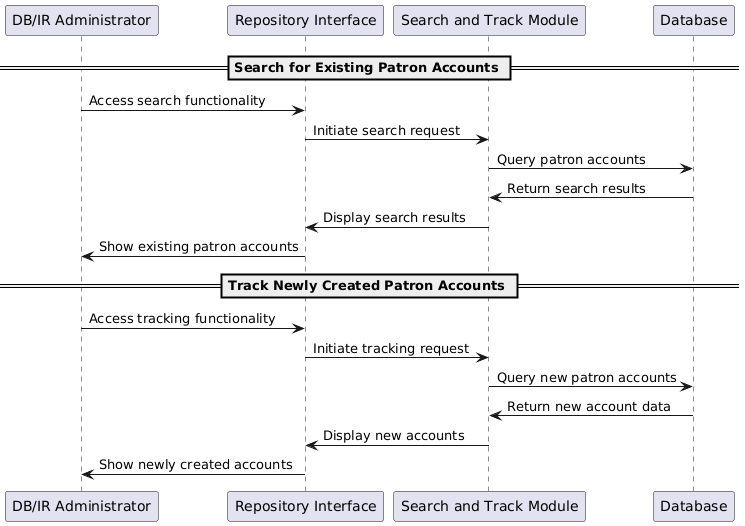 DB/IR Administrator
Repository Interface
Search and Track Module
Database
Search for Existing Patron Accounts
Access search functionality
Initiate search request
Query patron accounts
Return search results
Display search results
Show existing patron accounts
Track Newly Created Patron Accounts
Access tracking functionality
Initiate tracking request
Query new patron accounts
Return new account data
Display new accounts
Show newly created accounts
DB/IR Administrator
Repository Interface
Search and Track Module
Database